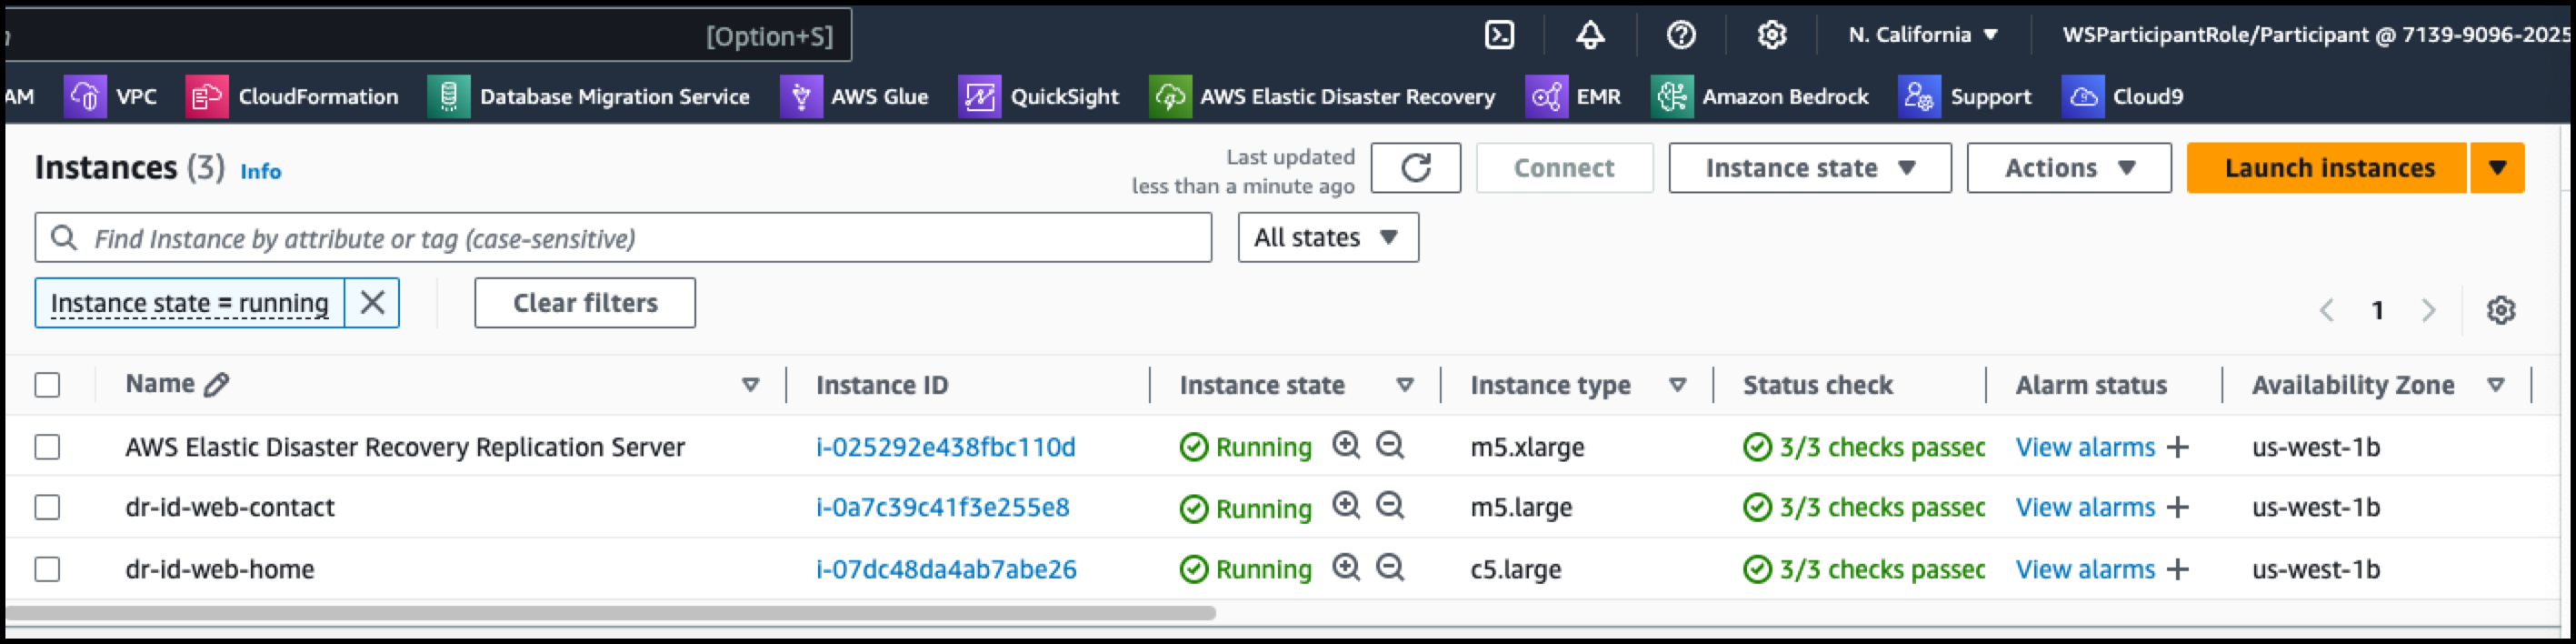 [Option+S] N. California WSParticipantRole/Participant @ 7139-9096-2025
AM VPC CloudFormation Database Migration Service AWS Glue QuickSight AWS Elastic Disaster Recovery EMR Amazon Bedrock Support Cloud9
Instances (3) Info
Last updated
less than a minute ago
Connect Instance state Actions Launch instances
Find Instance by attribute or tag (case-sensitive) All states
Instance state = running Clear filters 1
Name Instance ID Instance state Instance type Status check Alarm status Availability Zone
AWS Elastic Disaster Recovery Replication Server i-025292e438fbc110d Running m5.xlarge 3/3 checks passec View alarms + us-west-1b
dr-id-web-contact i-0a7c39c41f3e255e8 Running m5.large 3/3 checks passec View alarms + us-west-1b
dr-id-web-home i-07dc48da4ab7abe26 Running c5.large 3/3 checks passec View alarms + us-west-1b